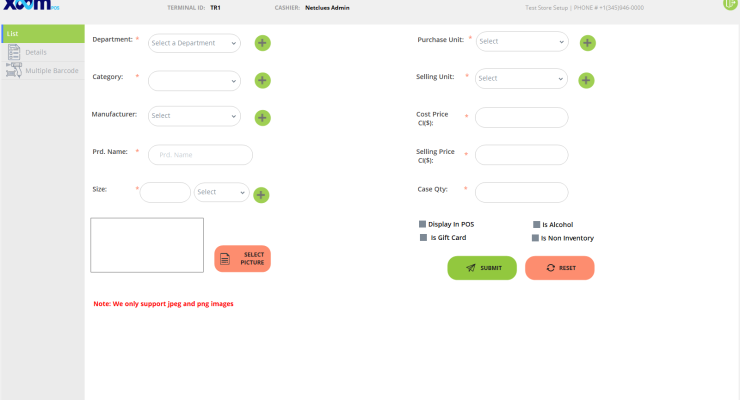 XOOM POS TERMINAL ID: TR1 CASHIER: Netclues Admin Test Store Setup | PHONE # +1(345)946-0000
List
Details
Multiple Barcode
Department: * Select a Department
Purchase Unit: * Select
Category: *
Selling Unit: * Select
Manufacturer: Select
Cost Price CI($): *
Prd. Name: * Prd. Name
Selling Price CI($): *
Size: * Select
Case Qty: *
Display In POS
Is Alcohol
Is Gift Card
Is Non Inventory
SELECT
PICTURE
SUBMIT
RESET
Note: We only support jpeg and png images